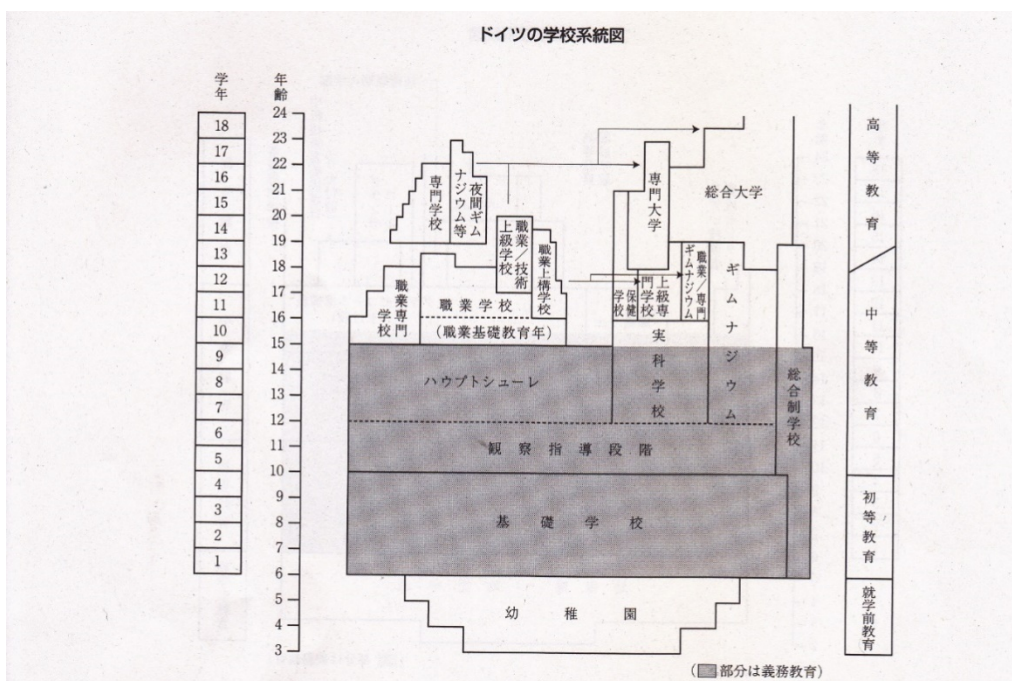 ドイツの学校系統図
学年
年齢
24
18
23
17
22
16
21
15
20
14
19
13
18
12
17
11
16
10
15
9
14
8
13
7
12
6
11
5
10
4
9
3
8
2
7
1
6
5
4
3
専門学校
夜間ギムナジウム等
職業/技術上級学校
職業上構学校
職業専門学校
職業学校
(職業基礎教育年)
専門大学
総合大学
保健学校
上級専門学校
職業/専門ギムナジウム
ギムナジウム
実科学校
ハウプトシューレ
総合制学校
観察指導段階
基礎学校
幼稚園
高等教育
中等教育
初等教育
就学前教育
(部分は義務教育)